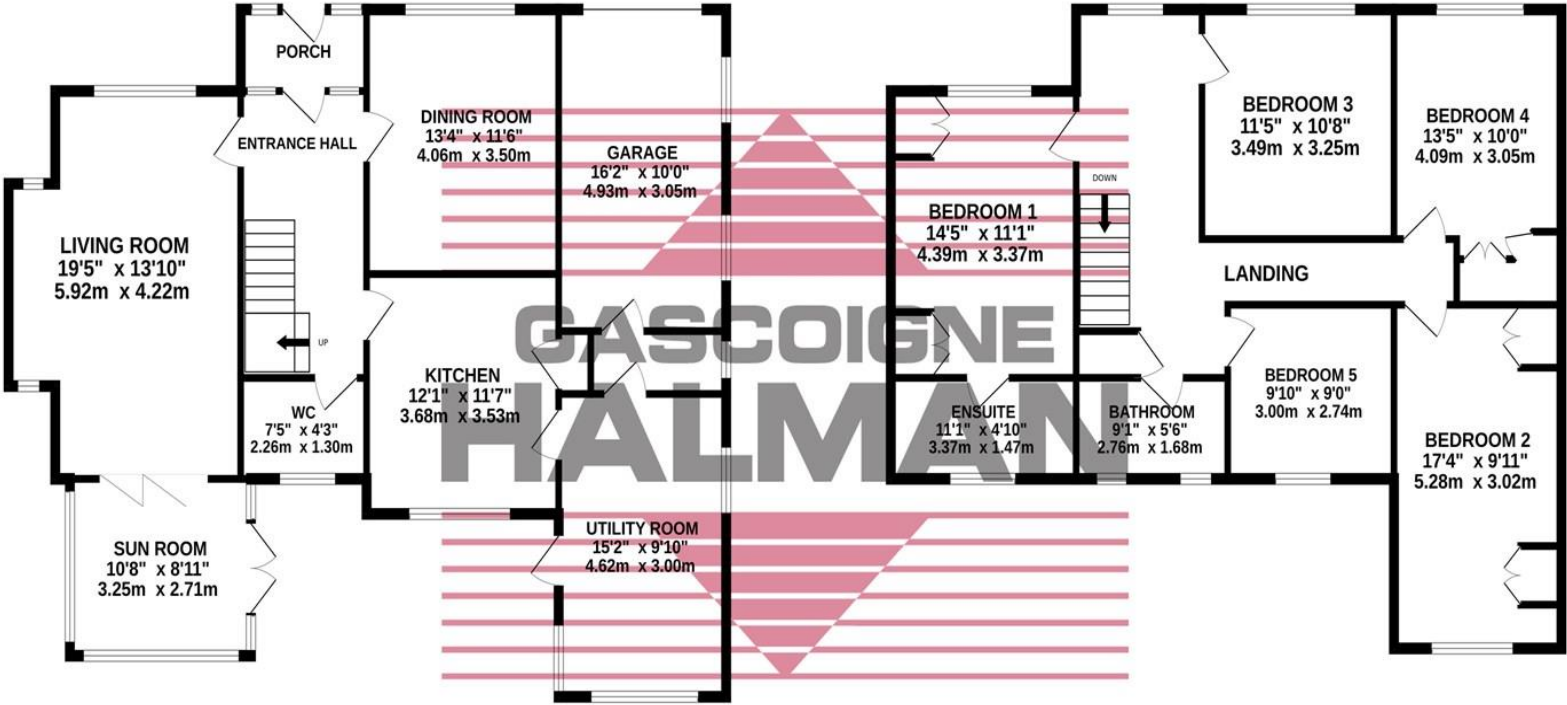 PORCH
ENTRANCE HALL
DINING ROOM
13'4" x 11'6"
4.06m x 3.50m
GARAGE
16'2" x 10'0"
4.93m x 3.05m
LIVING ROOM
19'5" x 13'10"
5.92m x 4.22m
UP
KITCHEN
12'1" x 11'7"
3.68m x 3.53m
WC
7'5" x 4'3"
2.26m x 1.30m
SUN ROOM
10'8" x 8'11"
3.25m x 2.71m
UTILITY ROOM
15'2" x 9'10"
4.62m x 3.00m
GASCOIGNE
HALMAN
BEDROOM 3
11'5" x 10'8"
3.49m x 3.25m
BEDROOM 4
13'5" x 10'0"
4.09m x 3.05m
DOWN
BEDROOM 1
14'5" x 11'1"
4.39m x 3.37m
LANDING
BEDROOM 5
9'10" x 9'0"
3.00m x 2.74m
ENSUITE
11'1" x 4'10"
3.37m x 1.47m
BATHROOM
9'1" x 5'6"
2.76m x 1.68m
BEDROOM 2
17'4" x 9'11"
5.28m x 3.02m